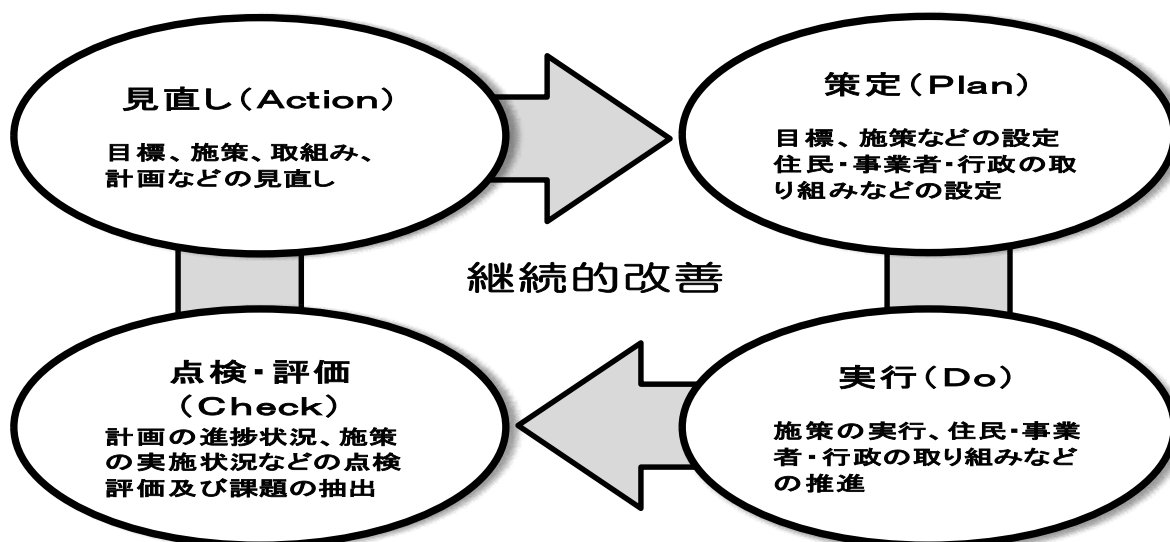 見直し(Action)
目標、施策、取組み、
計画などの見直し
策定(Plan)
目標、施策などの設定
住民・事業者・行政の取
り組みなどの設定
継続的改善
点検・評価
(Check)
計画の進捗状況、施策
の実施状況などの点検
評価及び課題の抽出
実行(Do)
施策の実行、住民・事業
者・行政の取り組みなど
の推進